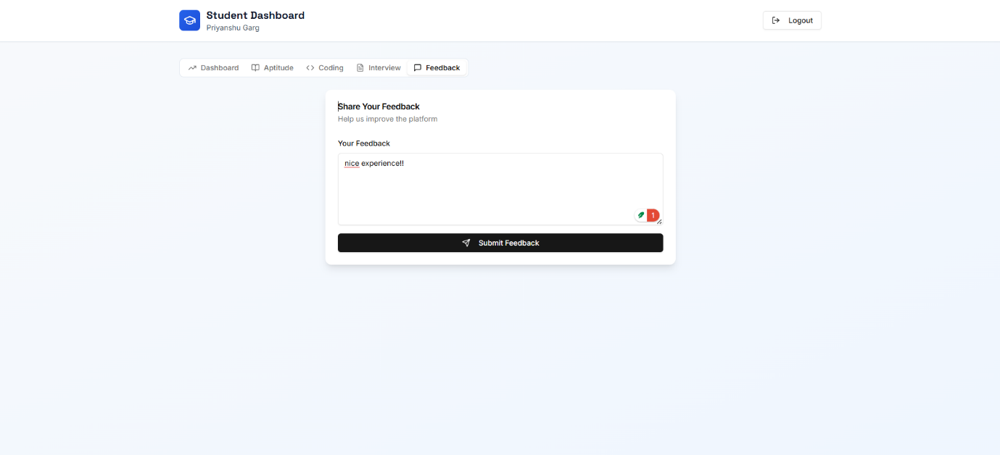 Student Dashboard
Priyanshu Garg
Logout
Dashboard Aptitude Coding Interview Feedback
Share Your Feedback
Help us improve the platform
Your Feedback
nice experience!!
1
Submit Feedback